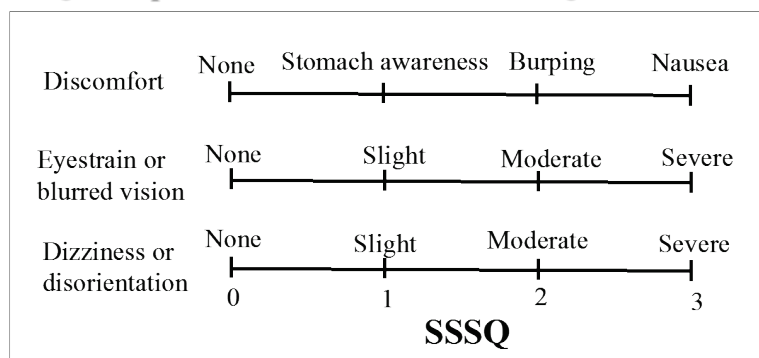 None Stomach awareness Burping Nausea
Discomfort
None Slight Moderate Severe
Eyestrain or
blurred vision
None Slight Moderate Severe
Dizziness or
disorientation
0 1 2 3
SSSQ